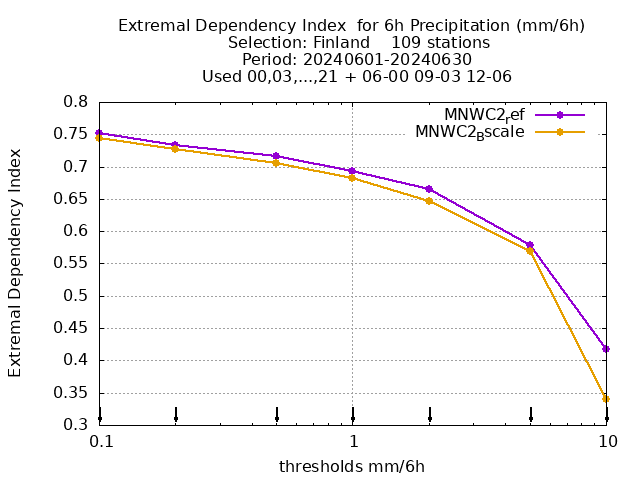 Extremal Dependency Index  for 6h Precipitation (mm/6h)
Selection: Finland    109 stations
Period: 20240601-20240630
Used 00,03,...,21 + 06-00 09-03 12-06
MNWC2ref
MNWC2Bscale
Extremal Dependency Index
0.8
0.75
0.7
0.65
0.6
0.55
0.5
0.45
0.4
0.35
0.3
0.1
1
10
thresholds mm/6h